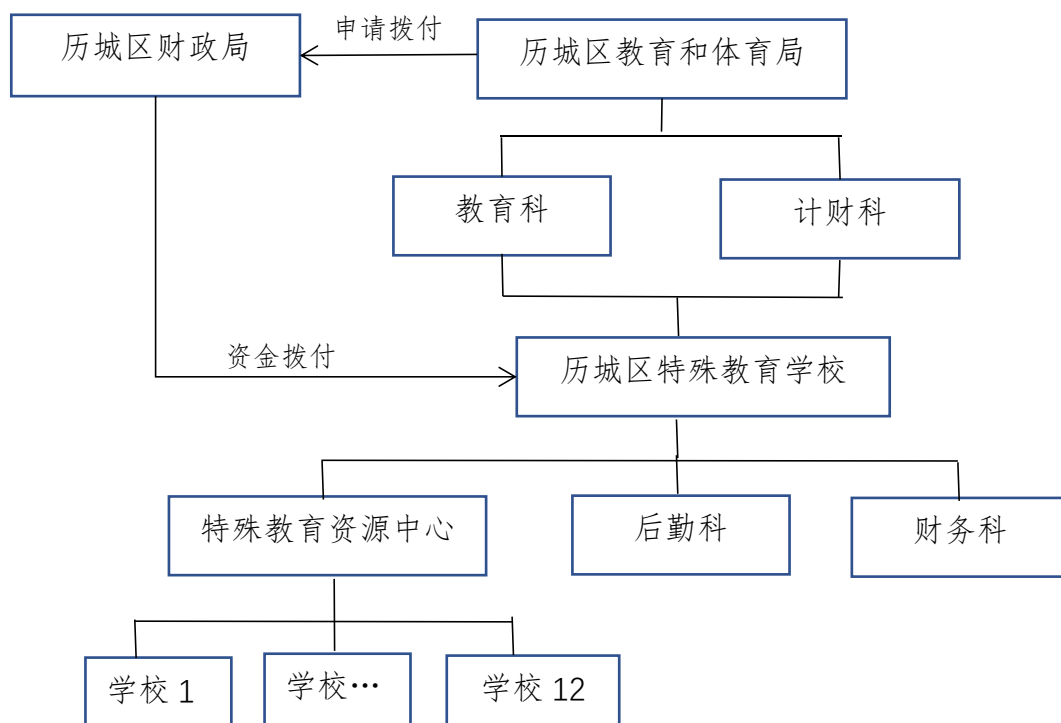 历城区财政局
申请拨付
历城区教育和体育局
教育科
计财科
资金拨付
历城区特殊教育学校
特殊教育资源中心
后勤科
财务科
学校 1
学校…
学校 12